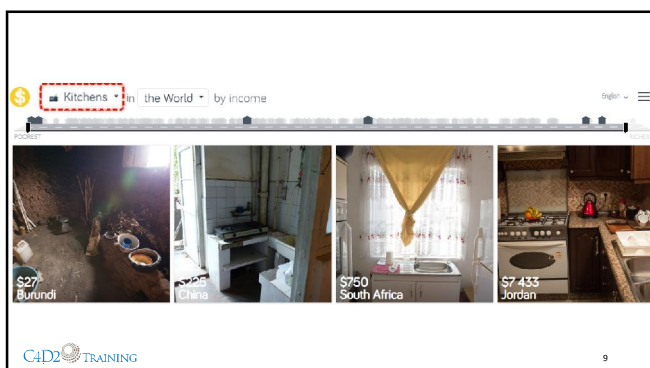 $ Kitchens in the World by income English
POOREST RICHEST
$27 $225 $750 $7 433
Burundi China South Africa Jordan
C4D2 TRAINING 9